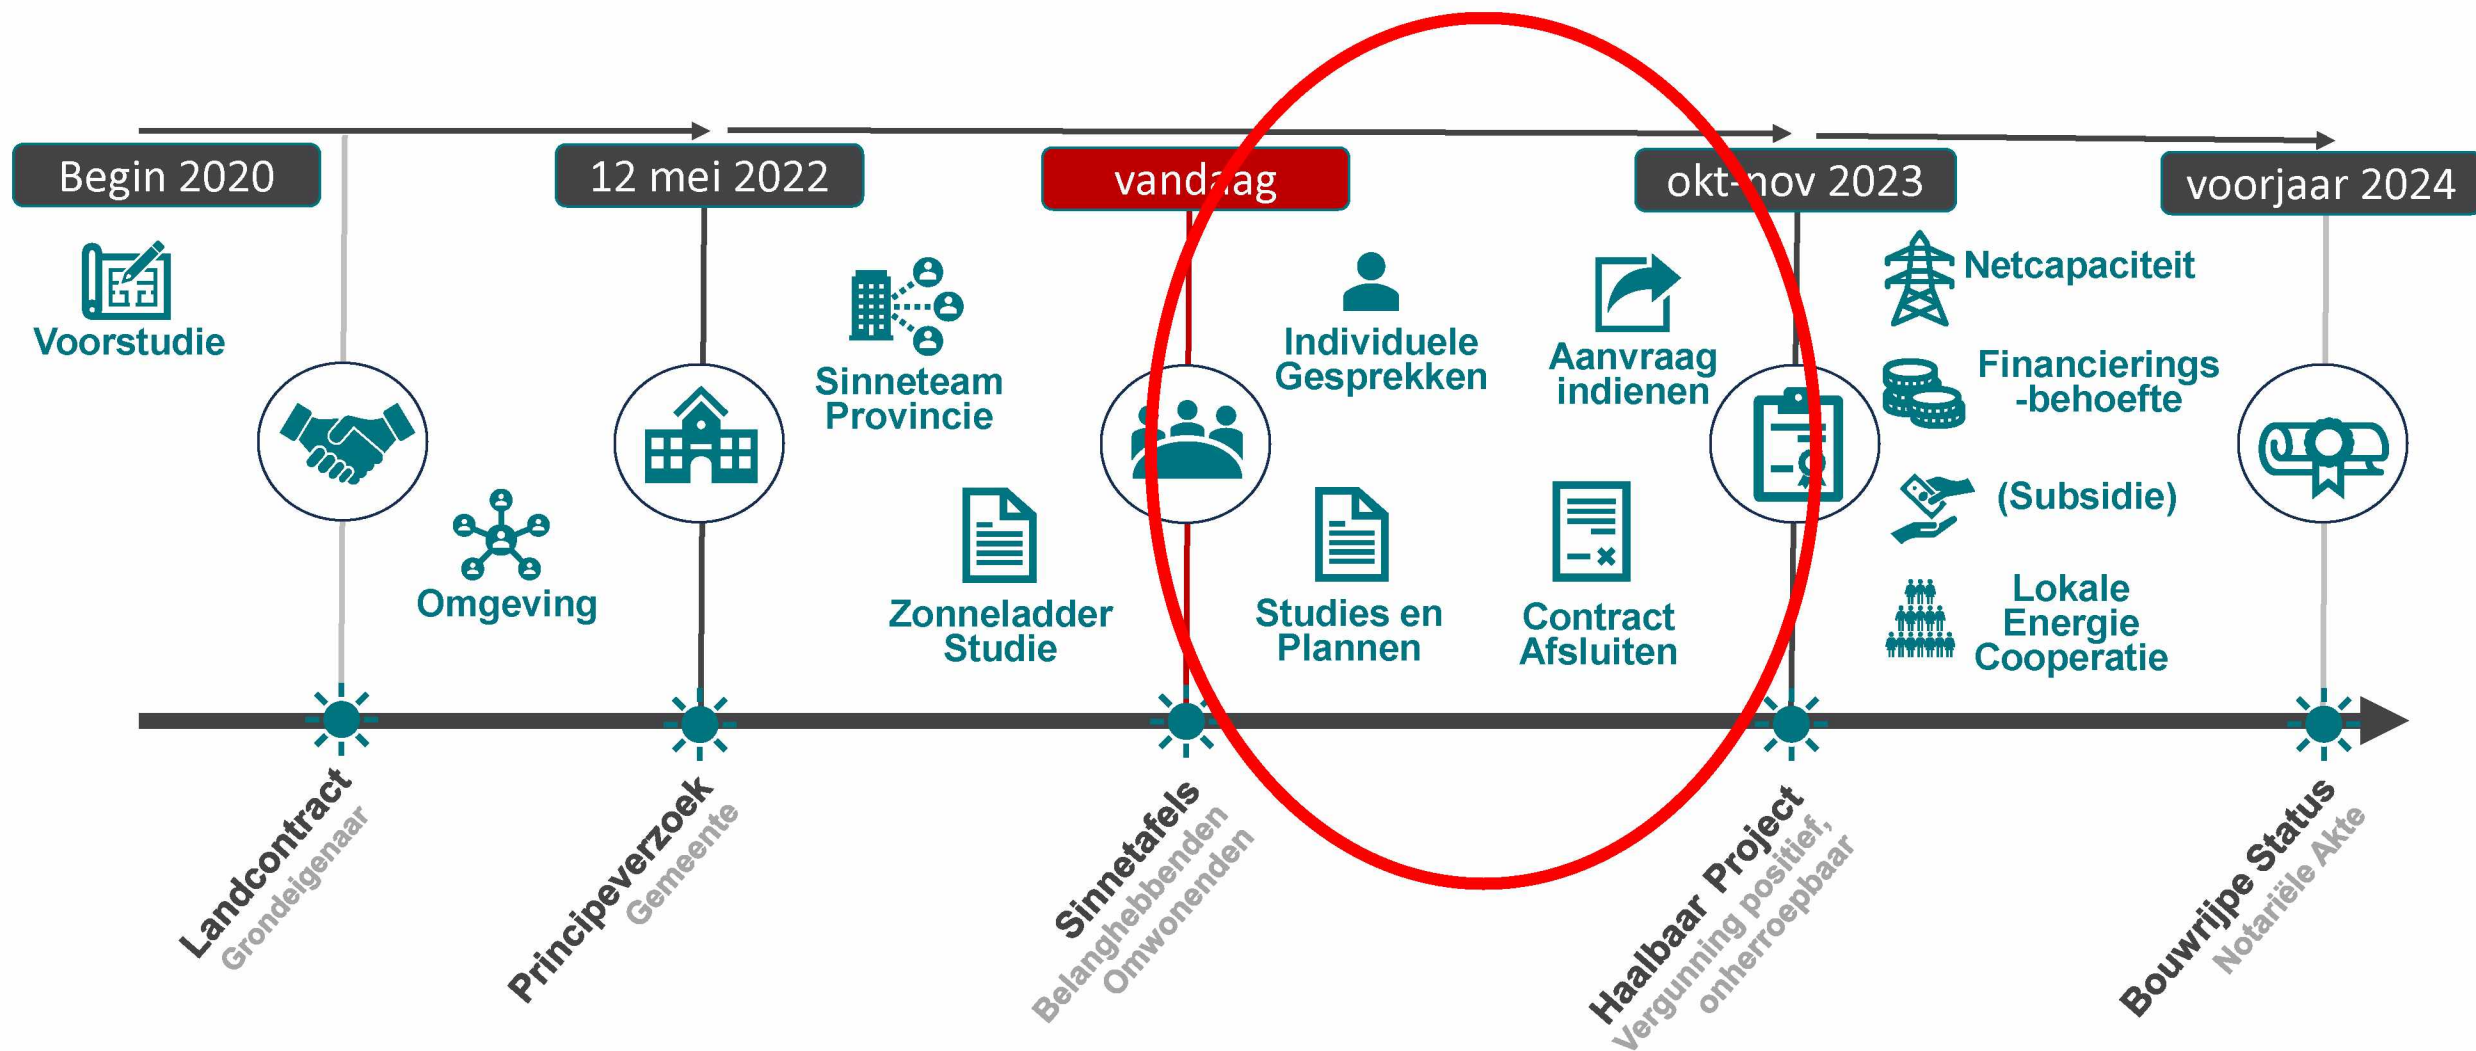 Begin 2020
12 mei 2022
vandaag
okt-nov 2023
voorjaar 2024
Voorstudie
Omgeving
Sinneteam
Provincie
Zonneladder
Studie
Individuele
Gesprekken
Aanvraag
indienen
Studies en
Plannen
Contract
Afsluiten
Netcapaciteit
Financierings
-behoefte
(Subsidie)
Lokale
Energie
Cooperatie
Landcontract
Grondeigenaar
Principeverzoek
Gemeente
Sinnetafels
Belanghebbenden
Omwonenden
Haalbaar Project
Vergunning positief,
onherroepbaar
Bouwrijpe Status
Notariële Akte